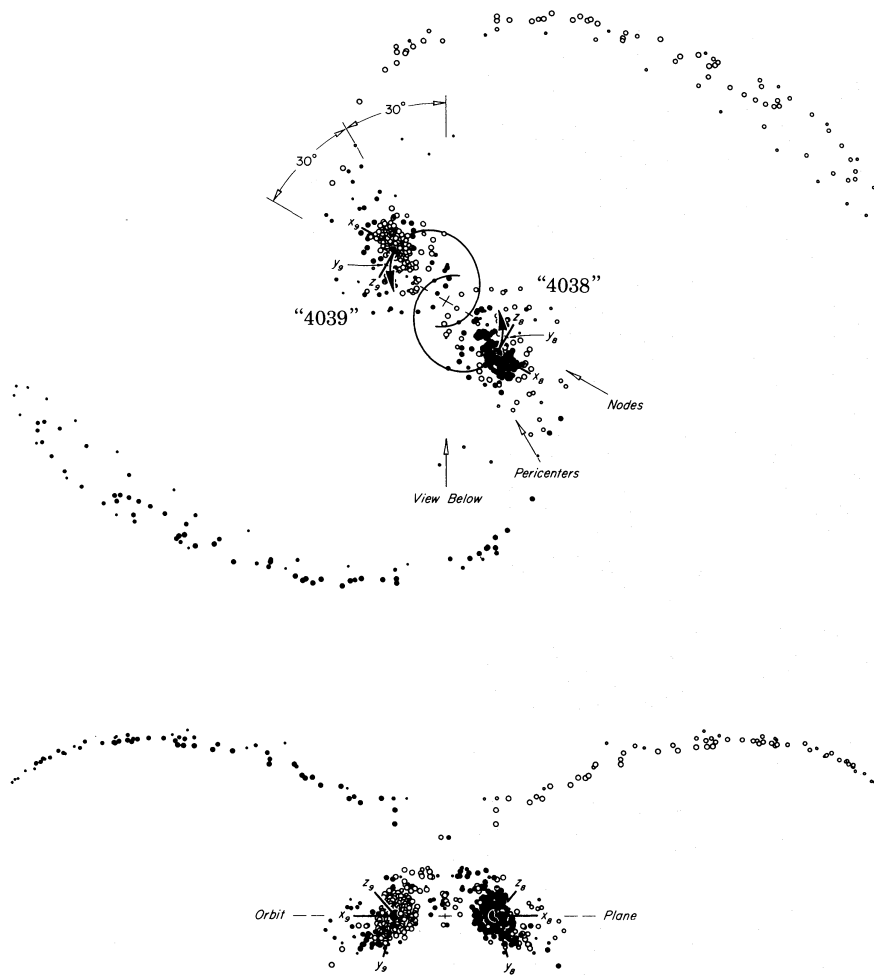 30°
30°
x₉
y₉
z₉
"4039"
"4038"
z₈
y₈
x₈
Nodes
Pericenters
View Below
z₉
z₈
Orbit
x₉
x₈
Plane
y₉
y₈